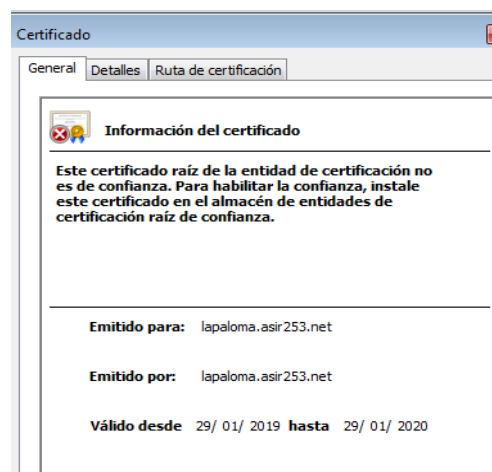 Certificado
General Detalles Ruta de certificación
Información del certificado
Este certificado raíz de la entidad de certificación no
es de confianza. Para habilitar la confianza, instale
este certificado en el almacén de entidades de
certificación raíz de confianza.
Emitido para: lapaloma.asir253.net
Emitido por: lapaloma.asir253.net
Válido desde 29/ 01/ 2019 hasta 29/ 01/ 2020